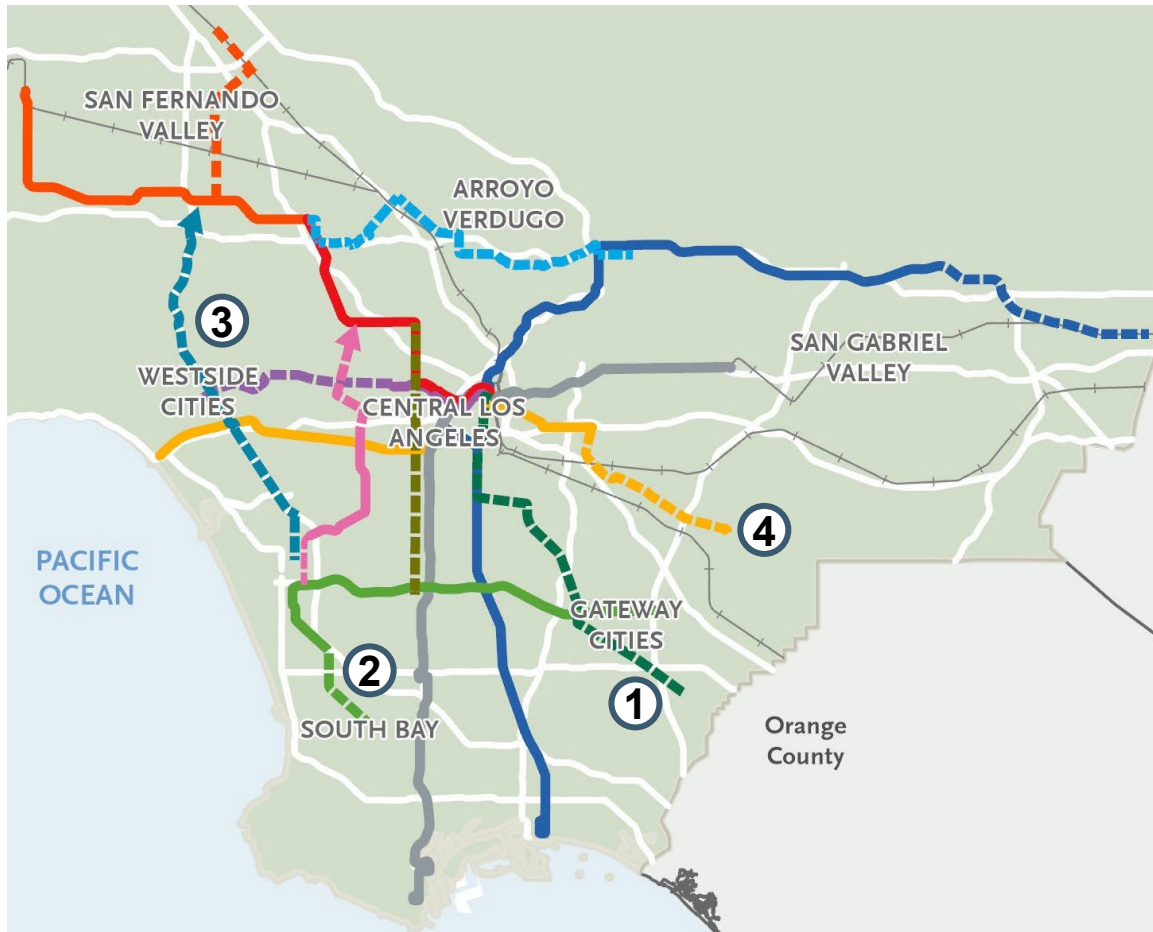 SAN FERNANDO
VALLEY
ARROYO
VERDUGO
3
SAN GABRIEL
VALLEY
WESTSIDE
CITIES
CENTRAL LOS
ANGELES
4
PACIFIC
OCEAN
GATEWAY
CITIES
2
1
SOUTH BAY
Orange
County